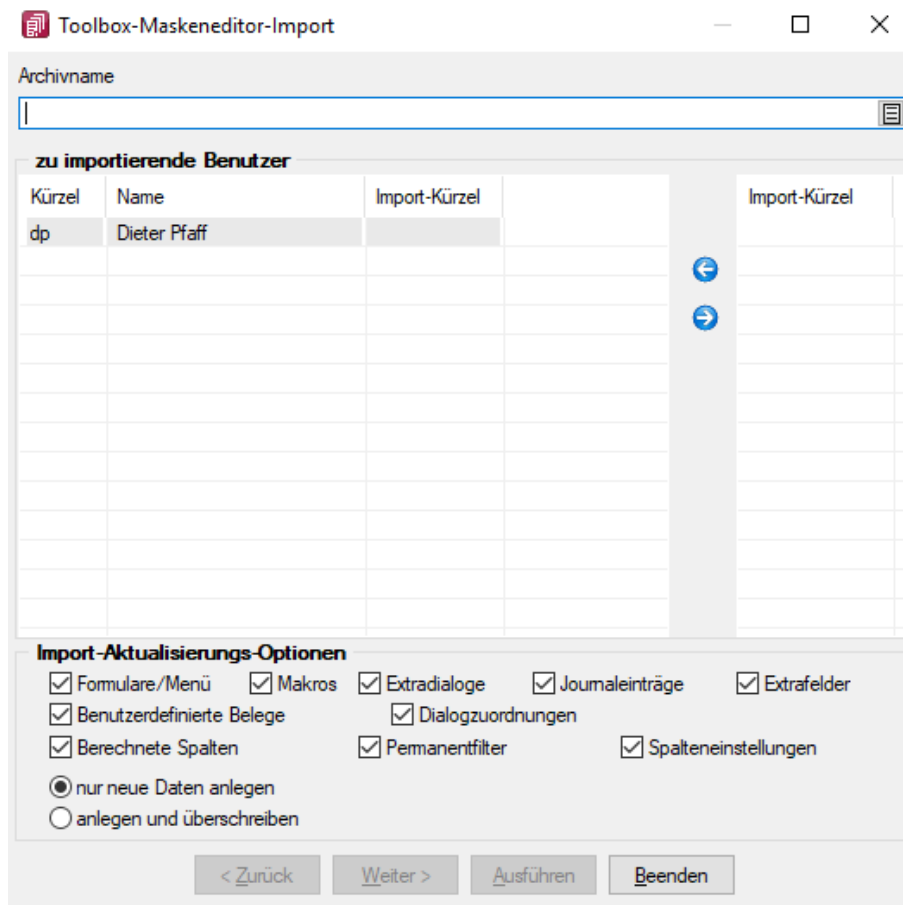 Toolbox-Maskeneditor-Import
Archivname
zu importierende Benutzer
Kürzel Name Import-Kürzel Import-Kürzel
dp Dieter Pfaff
Import-Aktualisierungs-Optionen
Formulare/Menü Makros Extradialoge Journaleinträge Extrafelder
Benutzerdefinierte Belege Dialogzuordnungen
Berechnete Spalten Permanentfilter Spalteneinstellungen
nur neue Daten anlegen
anlegen und überschreiben
< Zurück Weiter > Ausführen Beenden